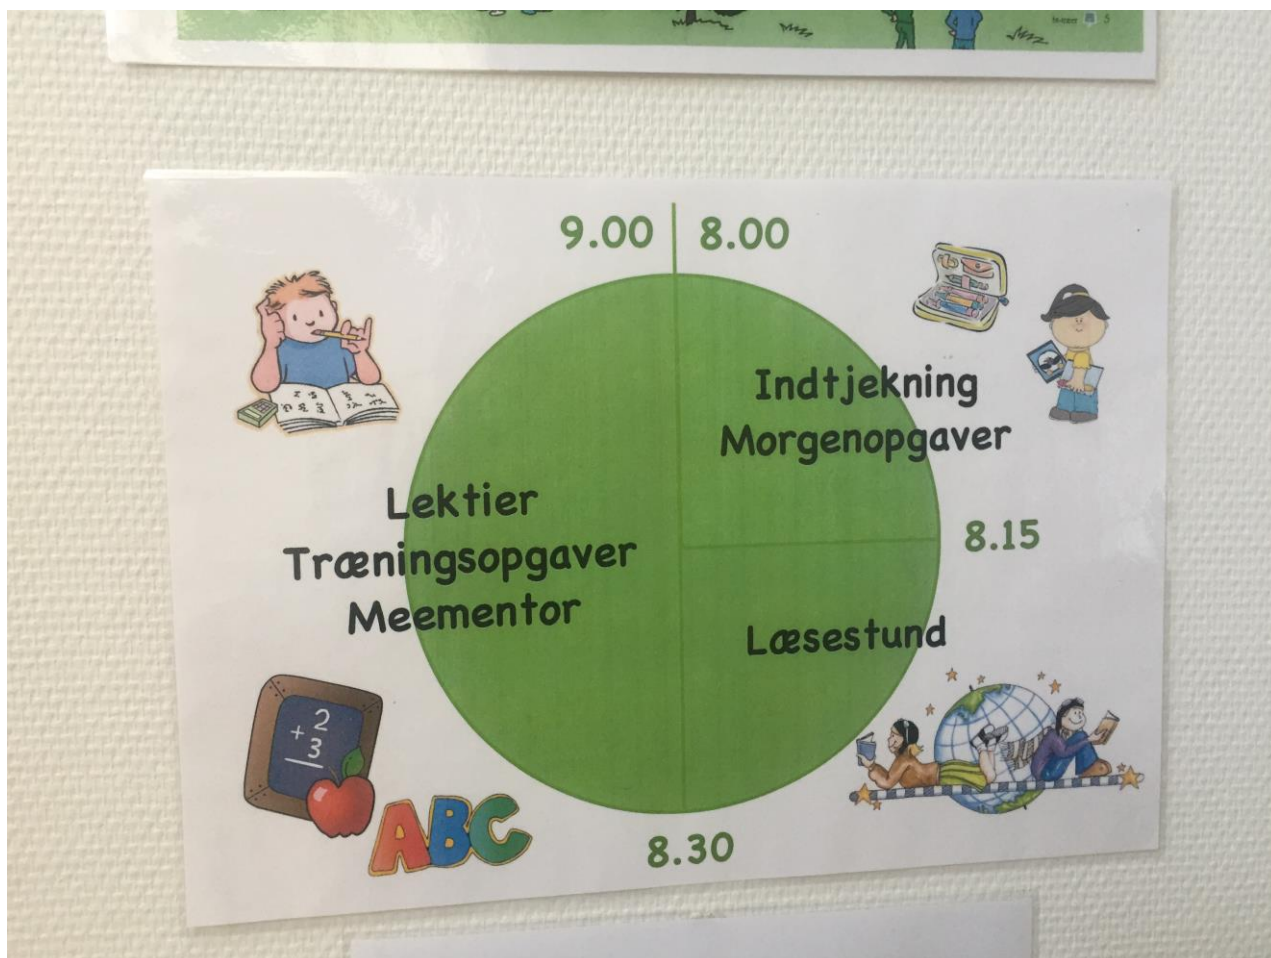 9.00
8.00
Indtjekning
Morgenopgaver
8.15
Læsestund
8.30
Lektier
Træningsopgaver
Meementor
2
+ 3
ABC